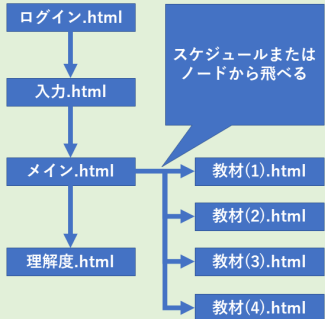 ログイン.html
スケジュールまたは
ノードから飛べる
入力.html
メイン.html
教材(1).html
教材(2).html
理解度.html
教材(3).html
教材(4).html